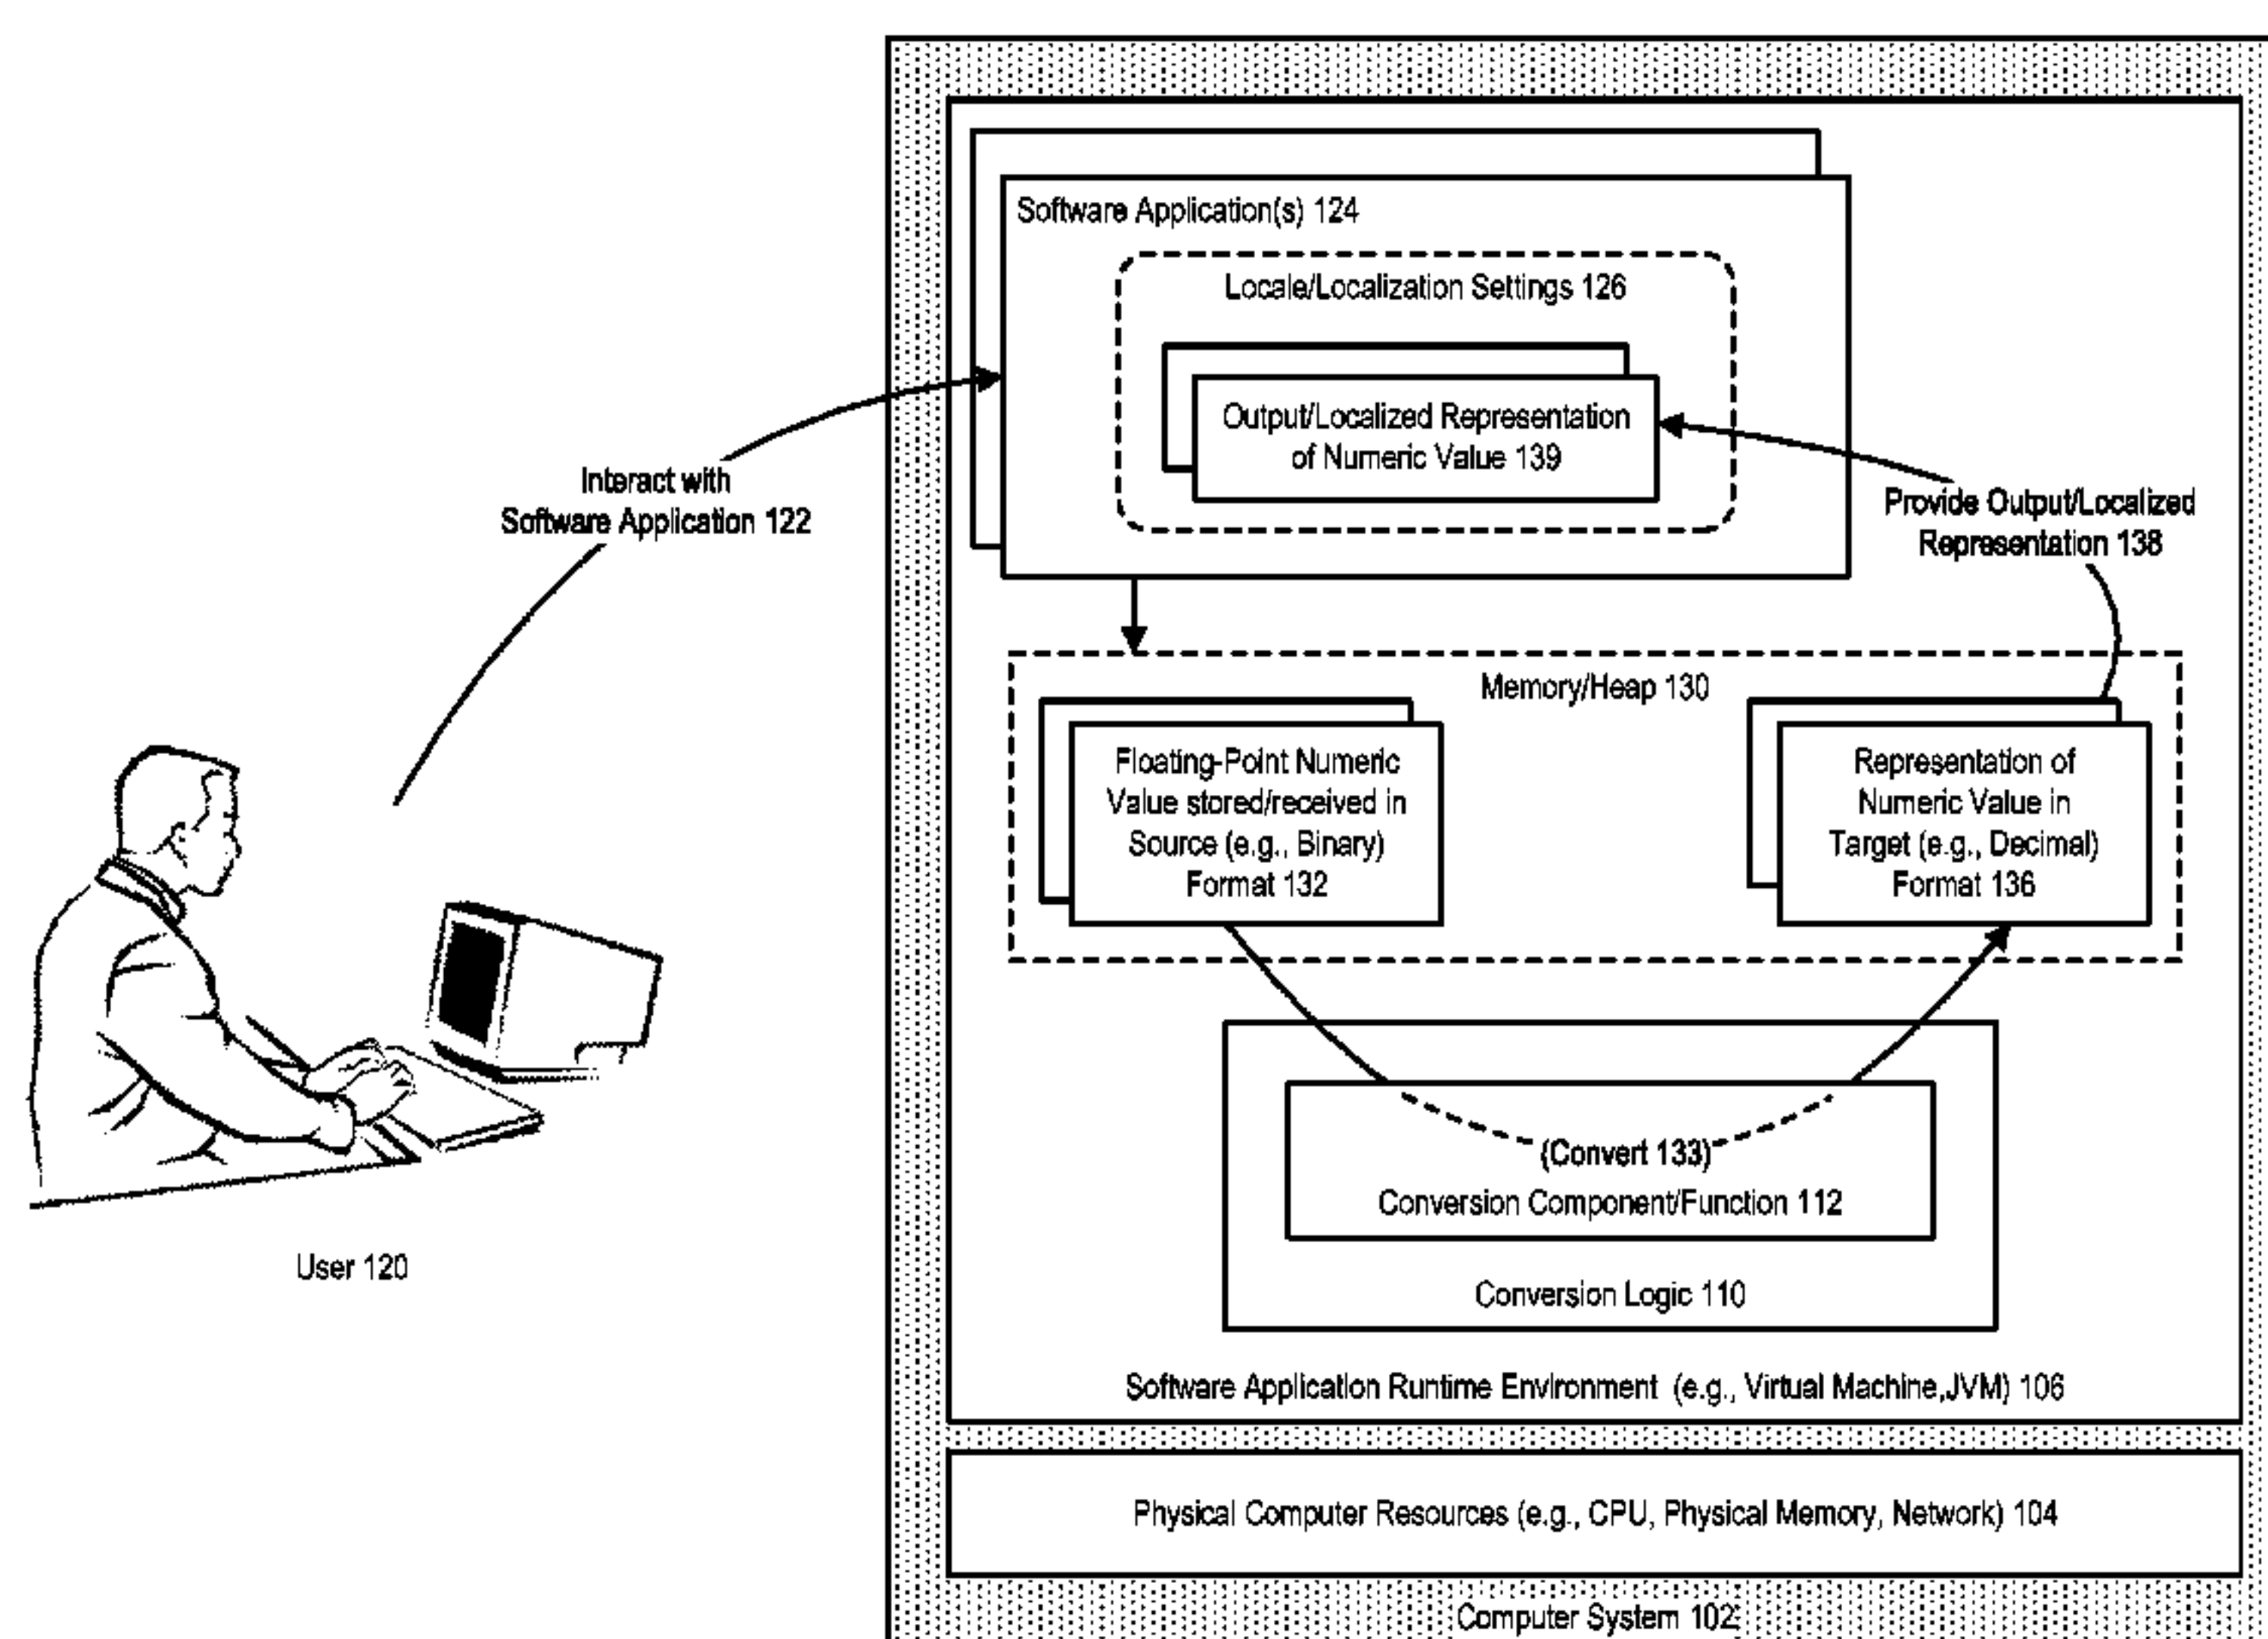 Software Application(s) 124
Locale/Localization Settings 126
Output/Localized Representation
of Numeric Value 139
Interact with
Software Application 122
Provide Output/Localized
Representation 138
Memory/Heap 130
Floating-Point Numeric
Value stored/received in
Source (e.g., Binary)
Format 132
Representation of
Numeric Value in
Target (e.g., Decimal)
Format 136
(Convert 133)
Conversion Component/Function 112
User 120
Conversion Logic 110
Software Application Runtime Environment (e.g., Virtual Machine,JVM) 106
Physical Computer Resources (e.g., CPU, Physical Memory, Network) 104
Computer System 102